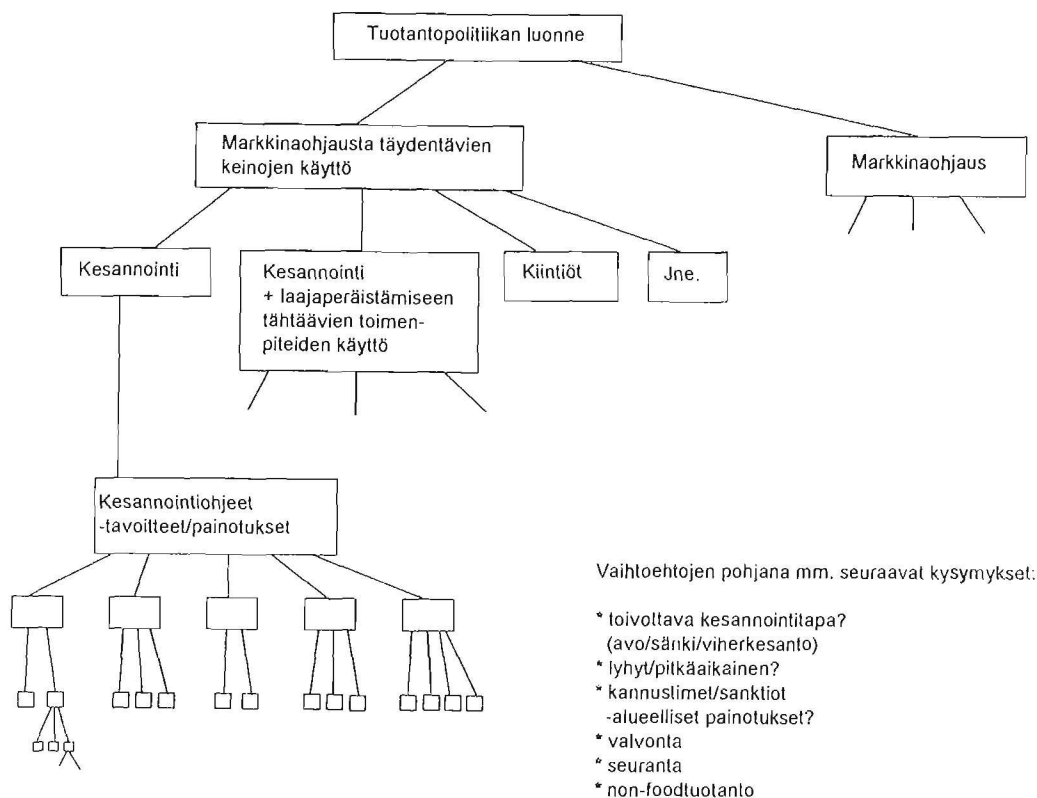 Tuotantopolitiikan luonne
Markkinaohjausta täydentävien
keinojen käyttö
Markkinaohjaus
Kesannointi
Kesannointi
+ laajaperäistämiseen
tähtäävien toimen-
piteiden käyttö
Kiintiöt
Jne.
Kesannointiohjeet
-tavoitteet/painotukset
Vaihtoehtojen pohjana mm. seuraavat kysymykset:
* toivottava kesannointitapa?
(avo/sänki/viherkesanto)
* lyhyt/pitkäaikainen?
* kannustimet/sanktiot
-alueelliset painotukset?
* valvonta
* seuranta
* non-foodtuotanto